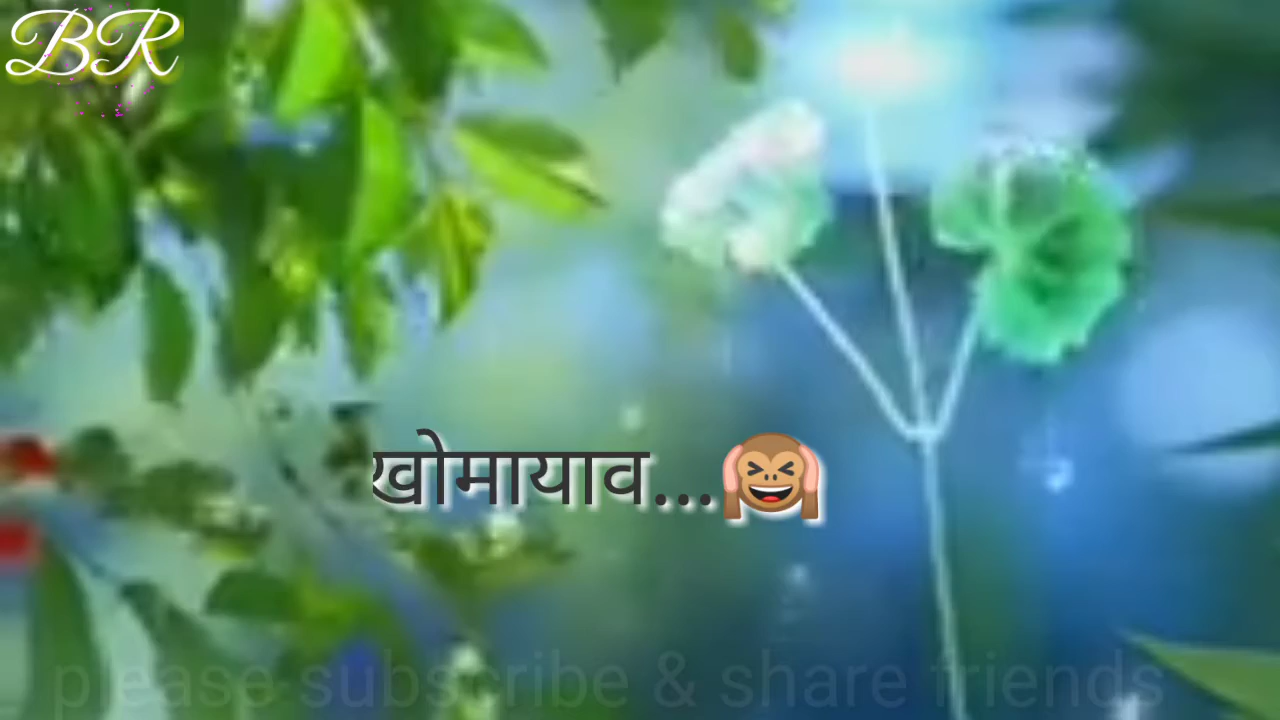 BR
खोमायाव...🙉
please subscribe & share friends